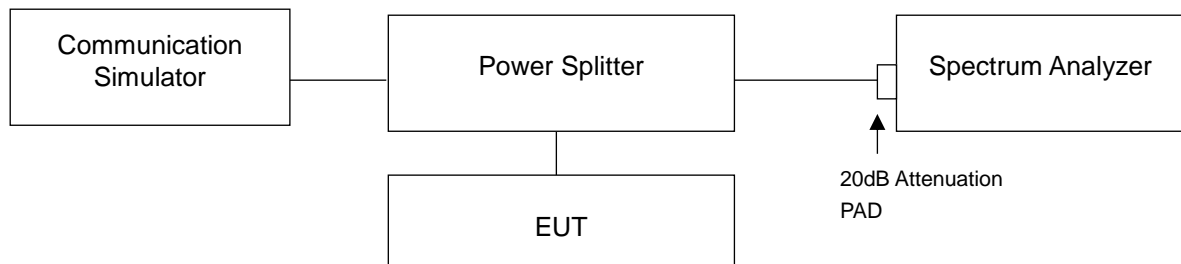 Communication
Simulator
Power Splitter
Spectrum Analyzer
20dB Attenuation
PAD
EUT